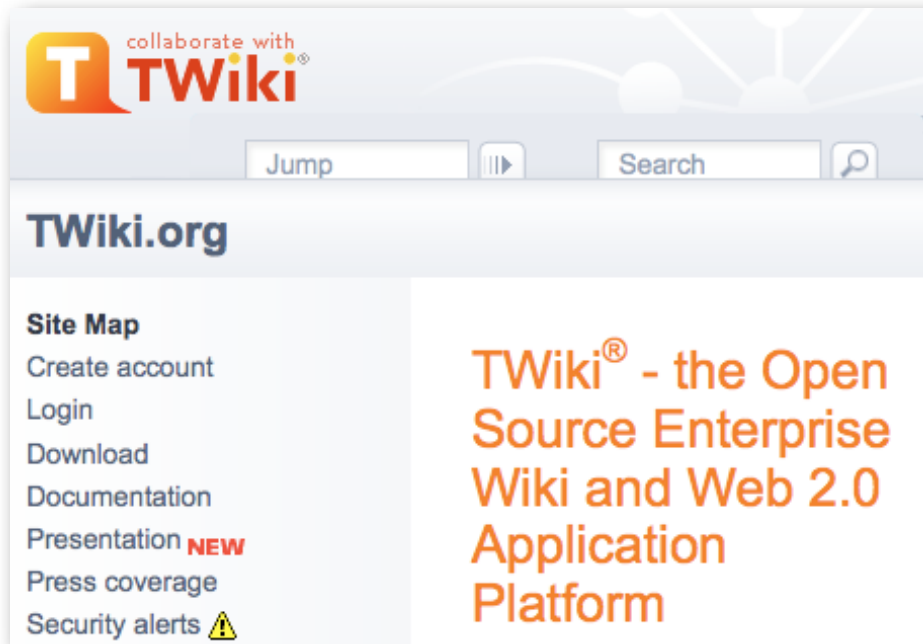 T
collaborate with
TWiki®
Jump
Search
TWiki.org
Site Map
Create account
Login
Download
Documentation
Presentation NEW
Press coverage
Security alerts
TWiki® - the Open
Source Enterprise
Wiki and Web 2.0
Application
Platform